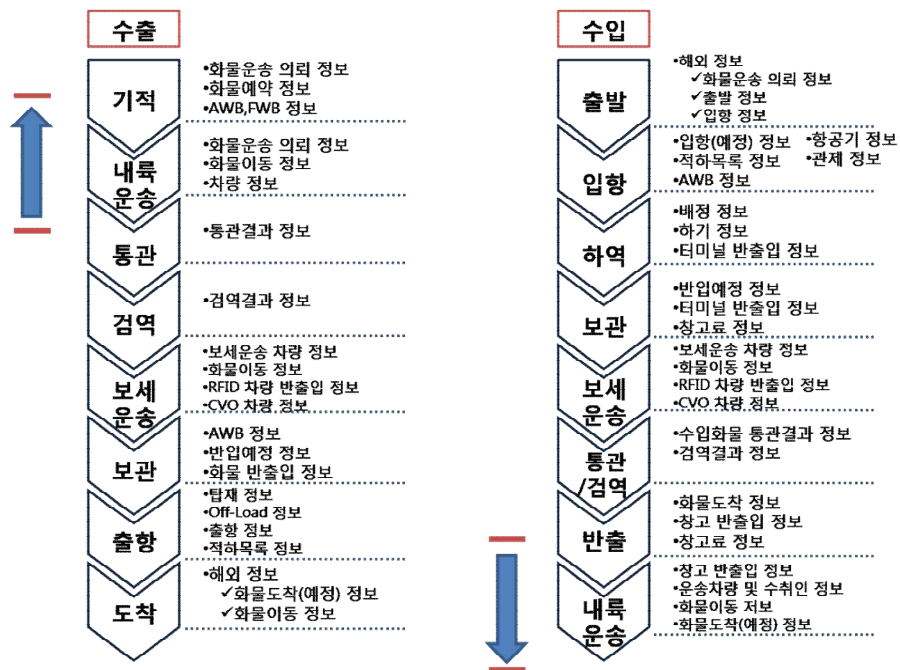 수출
기적
•화물운송 의뢰 정보
•화물예약 정보
•AWB,FWB 정보
내륙
운송
•화물운송 의뢰 정보
•화물이동 정보
•차량 정보
통관
•통관결과 정보
검역
•검역결과 정보
보세
운송
•보세운송 차량 정보
•화물이동 정보
•RFID 차량 반출입 정보
•CVO 차량 정보
보관
•AWB 정보
•반입예정 정보
•화물 반출입 정보
출항
•탑재 정보
•Off-Load 정보
•출항 정보
•적하목록 정보
도착
•해외 정보
✓화물도착(예정) 정보
✓화물이동 정보
수입
출발
•해외 정보
✓화물운송 의뢰 정보
✓출발 정보
✓입항 정보
입항
•입항(예정) 정보 •항공기 정보
•적하목록 정보 •관제 정보
•AWB 정보
하역
•배정 정보
•하기 정보
•터미널 반출입 정보
보관
•반입예정 정보
•터미널 반출입 정보
•창고료 정보
보세
운송
•보세운송 차량 정보
•화물이동 정보
•RFID 차량 반출입 정보
•CVO 차량 정보
통관
/검역
•수입화물 통관결과 정보
•검역결과 정보
반출
•화물도착 정보
•창고 반출입 정보
•창고료 정보
내륙
운송
•창고 반출입 정보
•운송차량 및 수취인 정보
•화물이동 저보
•화물도착(예정) 정보